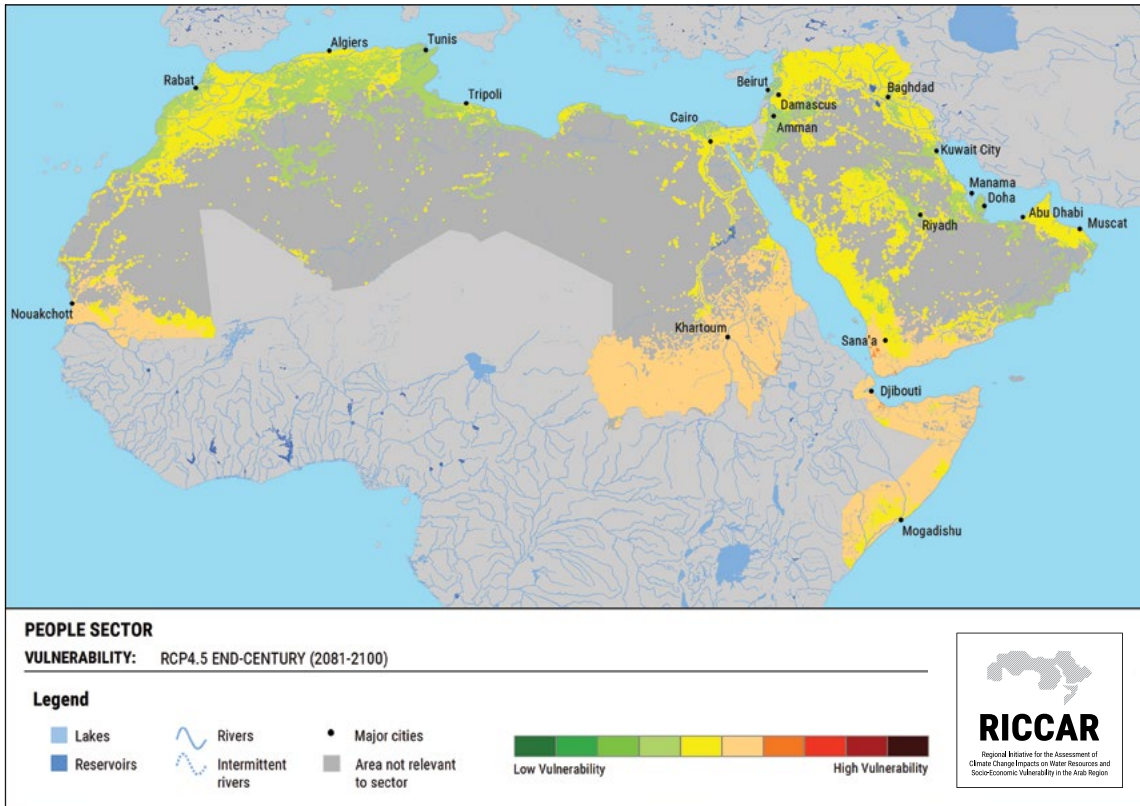 Algiers
Tunis
Rabat
Tripoli
Beirut
Baghdad
Damascus
Cairo
Amman
Kuwait City
Manama
Doha
Abu Dhabi
Muscat
Riyadh
Nouakchott
Khartoum
Sana'a
Djibouti
Mogadishu
PEOPLE SECTOR
VULNERABILITY: RCP4.5 END-CENTURY (2081-2100)
Legend
Lakes
Rivers
Major cities
Reservoirs
Intermittent
rivers
Area not relevant
to sector
Low Vulnerability
High Vulnerability
RICCAR
Regional Initiative for the Assessment of
Climate Change Impacts on Water Resources and
Socio-Economic Vulnerability in the Arab Region